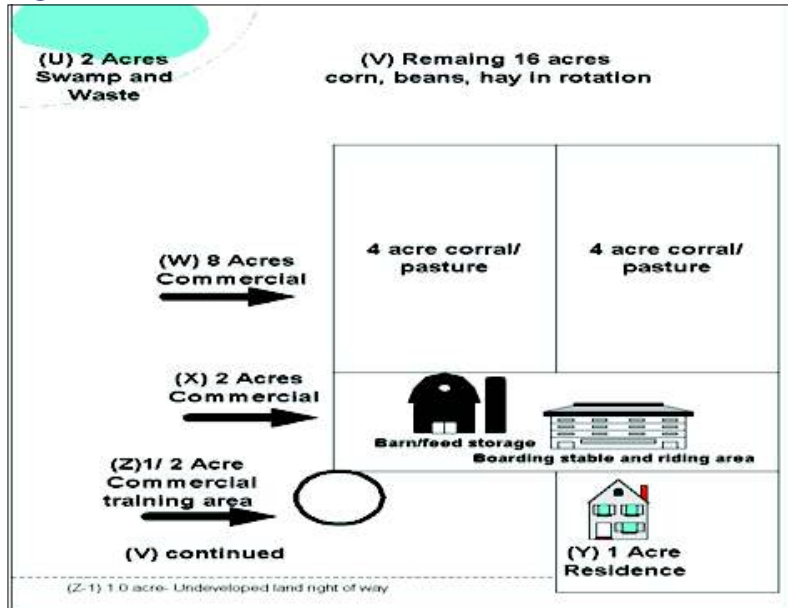 (U) 2 Acres
Swamp and
Waste
(V) Remaing 16 acres
corn, beans, hay in rotation
(W) 8 Acres
Commercial
4 acre corral/
pasture
4 acre corral/
pasture
(X) 2 Acres
Commercial
Barn/feed storage
Boarding stable and riding area
(Z)1/ 2 Acre
Commercial
training area
(V) continued
(Y) 1 Acre
Residence
(Z-1) 1.0 acre- Undeveloped land right of way